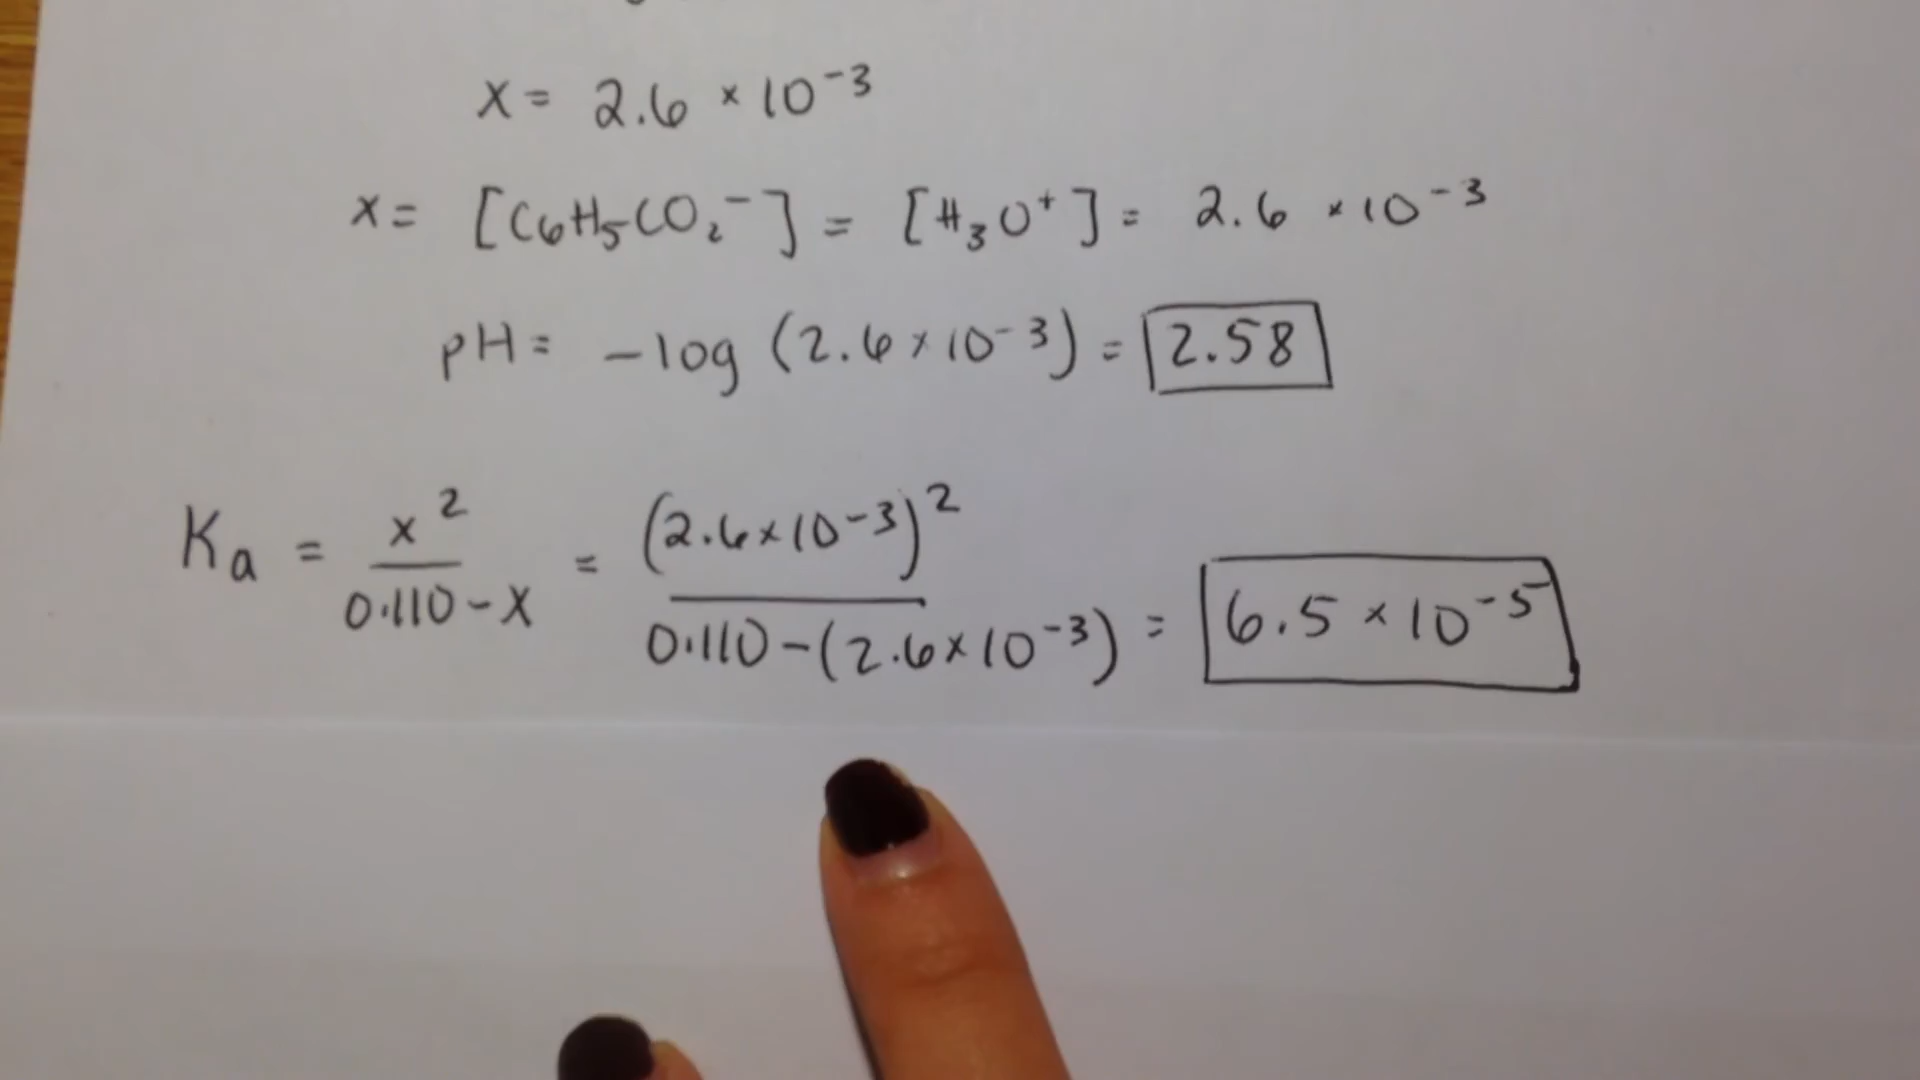 x = 2.6 × 10⁻³
x = [C6H5CO₂⁻] = [H₃O⁺] = 2.6 × 10⁻³
pH = -log (2.6 × 10⁻³) = 2.58
Ka = x² / 0.110 - x = (2.6 × 10⁻³)² / 0.110 - (2.6 × 10⁻³) = 6.5 × 10⁻⁵